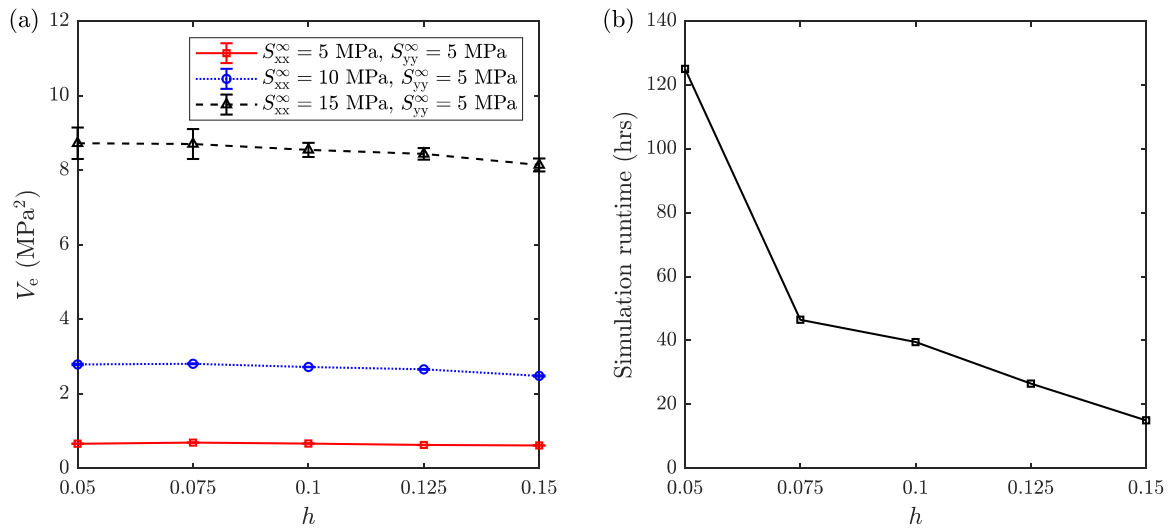 (a)
12
10
8
6
4
2
0
V_e (MPa²)
S_xx^∞ = 5 MPa, S_yy^∞ = 5 MPa
S_xx^∞ = 10 MPa, S_yy^∞ = 5 MPa
S_xx^∞ = 15 MPa, S_yy^∞ = 5 MPa
0.05 0.075 0.1 0.125 0.15
h
(b)
140
120
100
80
60
40
20
0
Simulation runtime (hrs)
0.05 0.075 0.1 0.125 0.15
h